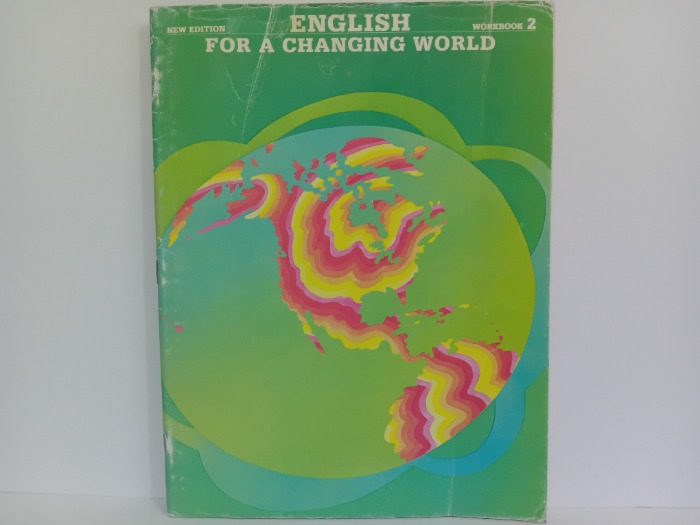 NEW EDITION
ENGLISH
WORKBOOK 2
FOR A CHANGING WORLD